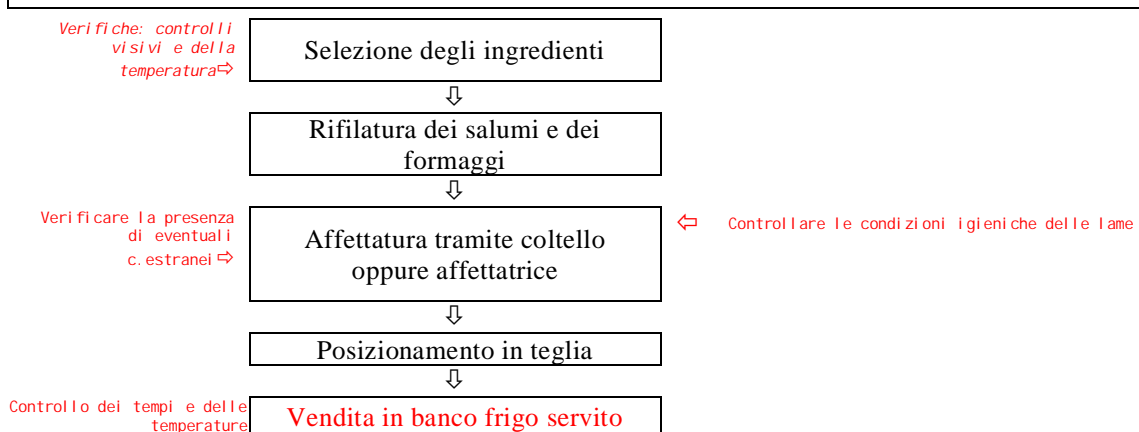 Verifiche: controlli
visivi e della
temperatura⇨
Selezione degli ingredienti
⇩
Rifilatura dei salumi e dei
formaggi
⇩
Verificare la presenza
di eventuali
c.estranei ⇨
Affettatura tramite coltello
oppure affettatrice
⇦ Controllare le condizioni igieniche delle lame
⇩
Posizionamento in teglia
⇩
Controllo dei tempi e delle
temperature
Vendita in banco frigo servito